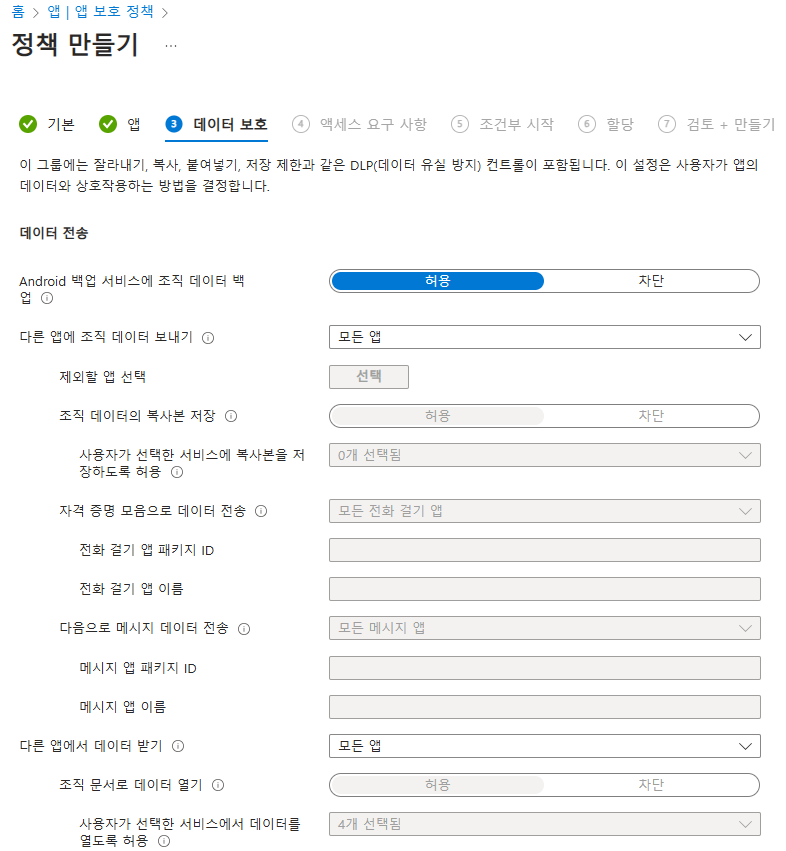 홈 > 앱 | 앱 보호 정책 >
정책 만들기 ...
기본 앱 3 데이터 보호 4 액세스 요구 사항 5 조건부 시작 6 할당 7 검토 + 만들기
이 그룹에는 잘라내기, 복사, 붙여넣기, 저장 제한과 같은 DLP(데이터 유실 방지) 컨트롤이 포함됩니다. 이 설정은 사용자가 앱의
데이터와 상호작용하는 방법을 결정합니다.
데이터 전송
Android 백업 서비스에 조직 데이터 백
업
허용 차단
다른 앱에 조직 데이터 보내기 모든 앱
제외할 앱 선택 선택
조직 데이터의 복사본 저장 허용 차단
사용자가 선택한 서비스에 복사본을 저
장하도록 허용
0개 선택됨
자격 증명 모음으로 데이터 전송 모든 전화 걸기 앱
전화 걸기 앱 패키지 ID
전화 걸기 앱 이름
다음으로 메시지 데이터 전송 모든 메시지 앱
메시지 앱 패키지 ID
메시지 앱 이름
다른 앱에서 데이터 받기 모든 앱
조직 문서로 데이터 열기 허용 차단
사용자가 선택한 서비스에서 데이터를
열도록 허용
4개 선택됨